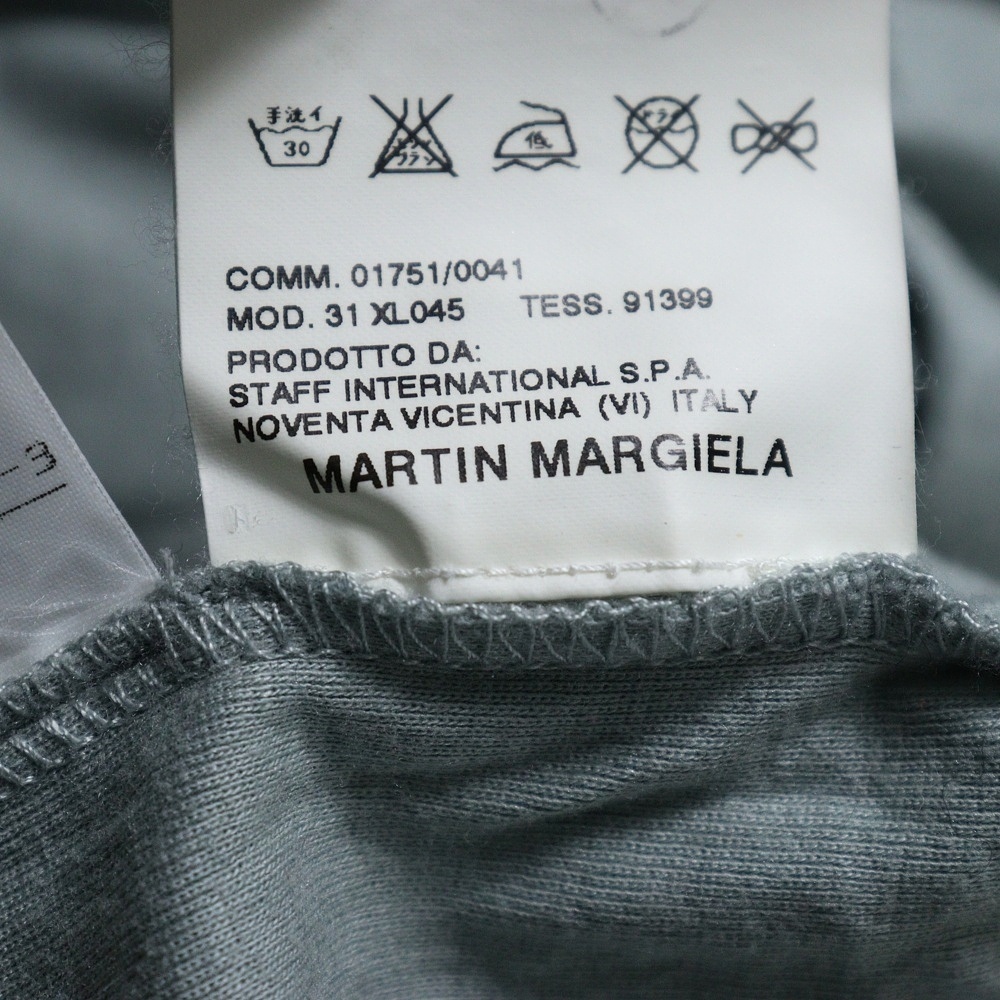 手洗イ
30
低
COMM. 01751/0041
MOD. 31 XL045 TESS. 91399
PRODOTTO DA:
STAFF INTERNATIONAL S.P.A.
NOVENTA VICENTINA (VI) ITALY
MARTIN MARGIELA
3